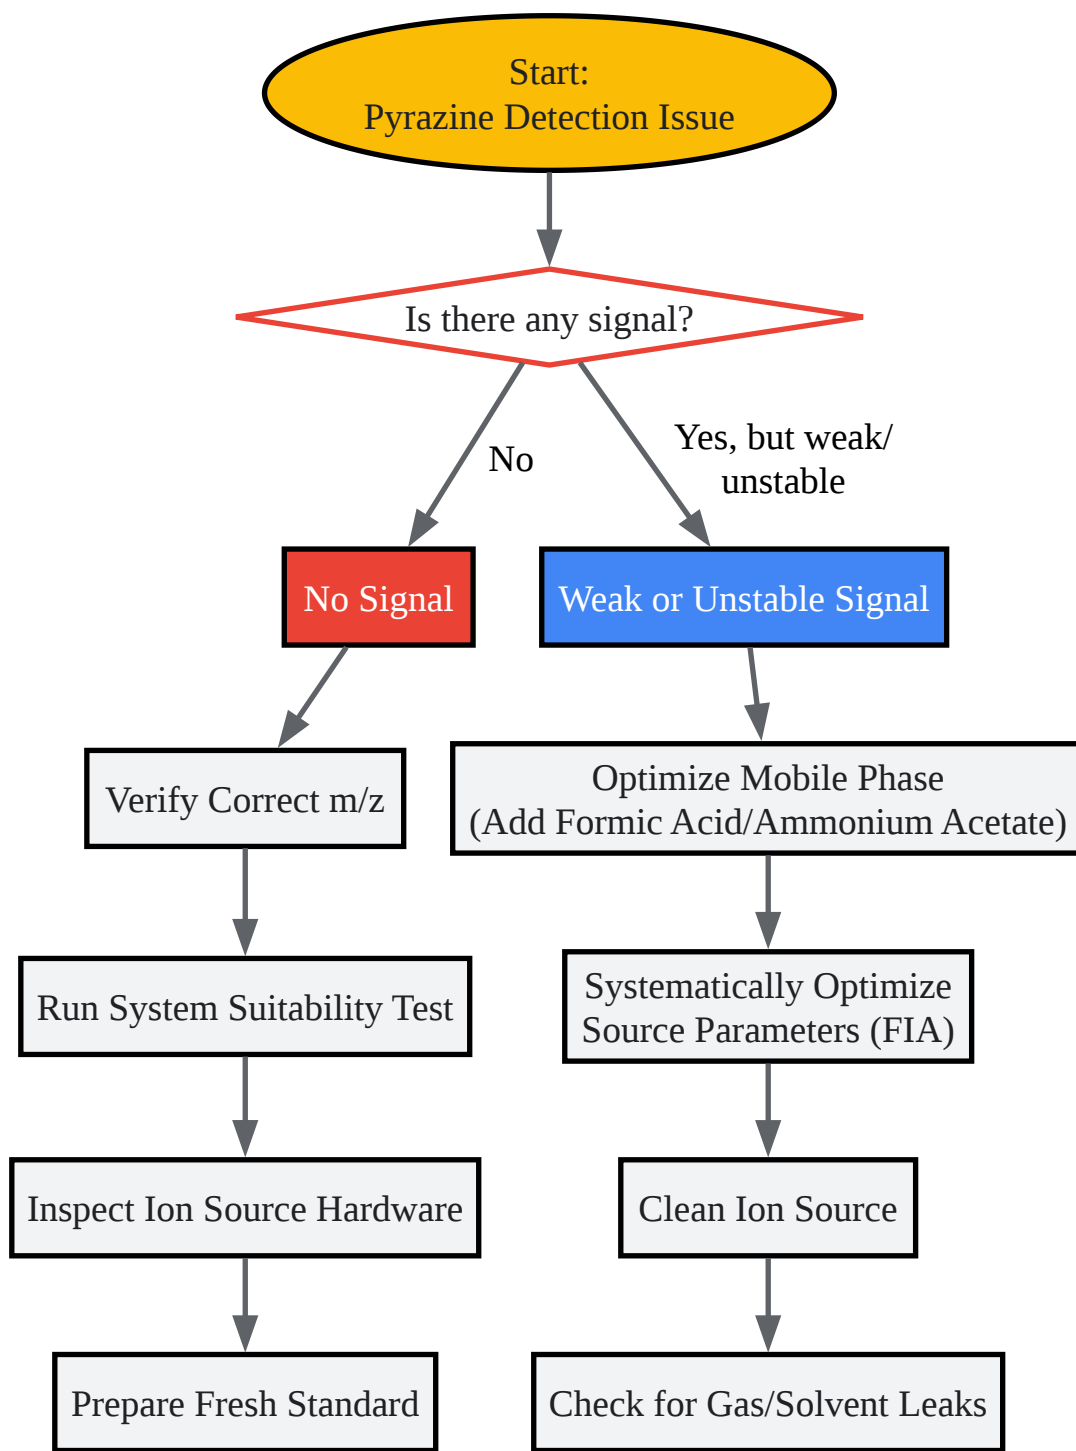 Start:
Pyrazine Detection Issue
Is there any signal?
No
Yes, but weak/
unstable
No Signal
Weak or Unstable Signal
Verify Correct m/z
Optimize Mobile Phase
(Add Formic Acid/Ammonium Acetate)
Run System Suitability Test
Systematically Optimize
Source Parameters (FIA)
Inspect Ion Source Hardware
Clean Ion Source
Prepare Fresh Standard
Check for Gas/Solvent Leaks